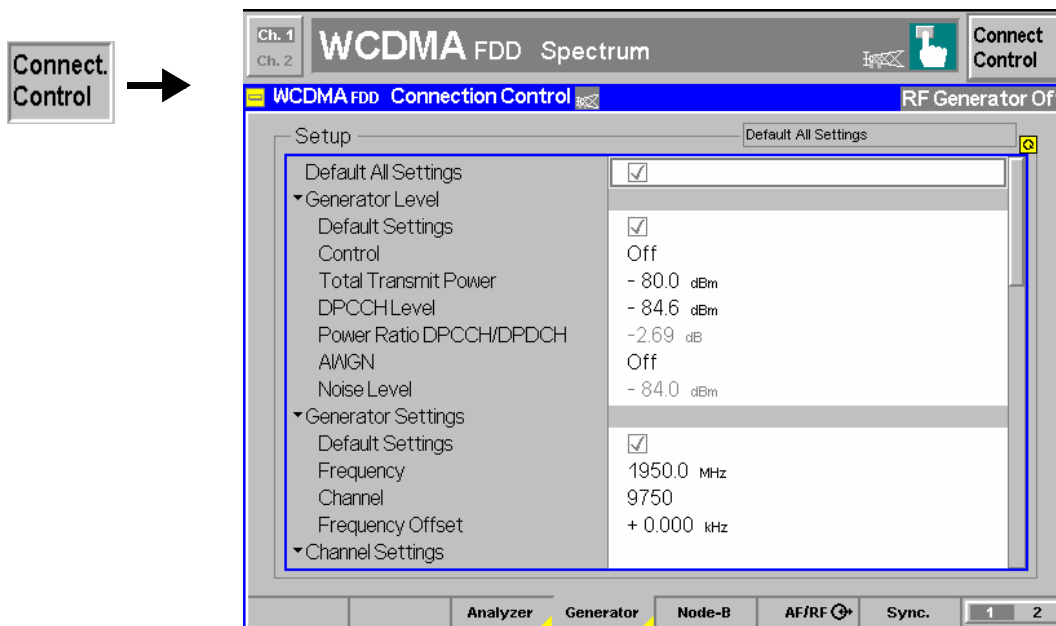 Connect.
Control
Ch. 1
Ch. 2
WCDMA FDD Spectrum
Connect
Control
WCDMA FDD Connection Control
RF Generator Of
Setup
Default All Settings
Default All Settings
Generator Level
Default Settings
Control Off
Total Transmit Power - 80.0 dBm
DPCCH Level - 84.6 dBm
Power Ratio DPCCH/DPDCH -2.69 dB
AWGN Off
Noise Level - 84.0 dBm
Generator Settings
Default Settings
Frequency 1950.0 MHz
Channel 9750
Frequency Offset + 0.000 kHz
Channel Settings
Analyzer Generator Node-B AF/RF Sync. 1 2